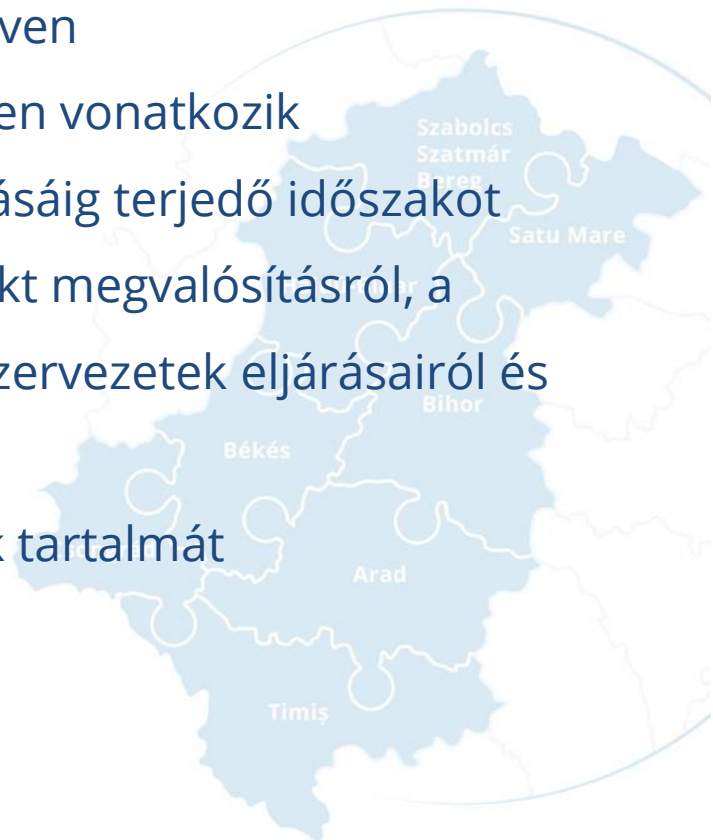 ven
en vonatkozik
ásáig terjedő időszakot
kt megvalósításról, a
zervezetek eljárásairól és
k tartalmát
Szabolcs
Szatmár
Bereg
Satu Mare
Bihor
Békés
Arad
Timiș